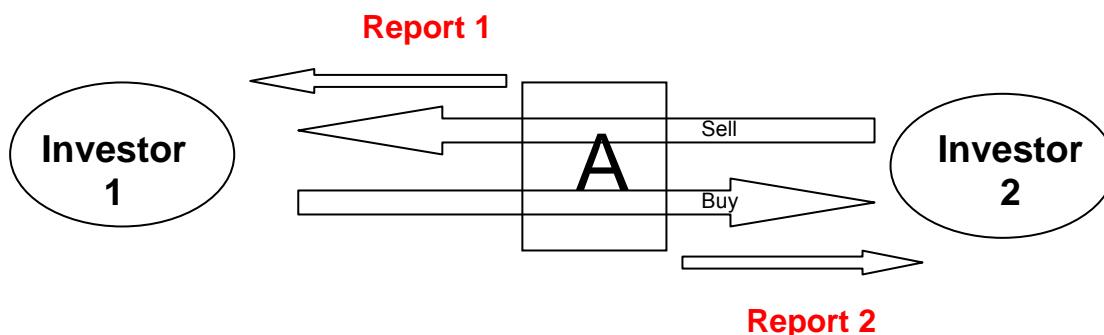 Report 1
Investor
1
A
Sell
Buy
Investor
2
Report 2